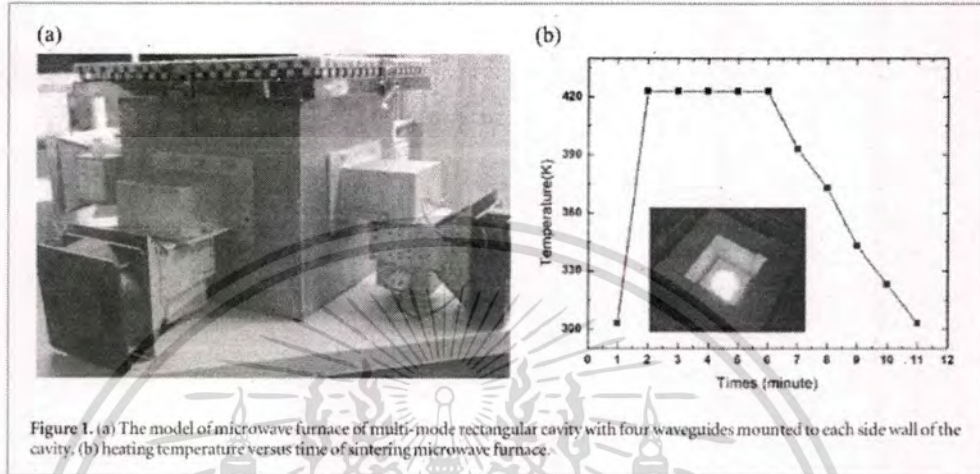 (a)
(b)
420
390
360
330
300
Temperature(K)
0 1 2 3 4 5 6 7 8 9 10 11 12
Times (minute)
Figure 1. (a) The model of microwave furnace of multi-mode rectangular cavity with four waveguides mounted to each side wall of the
cavity. (b) heating temperature versus time of sintering microwave furnace.